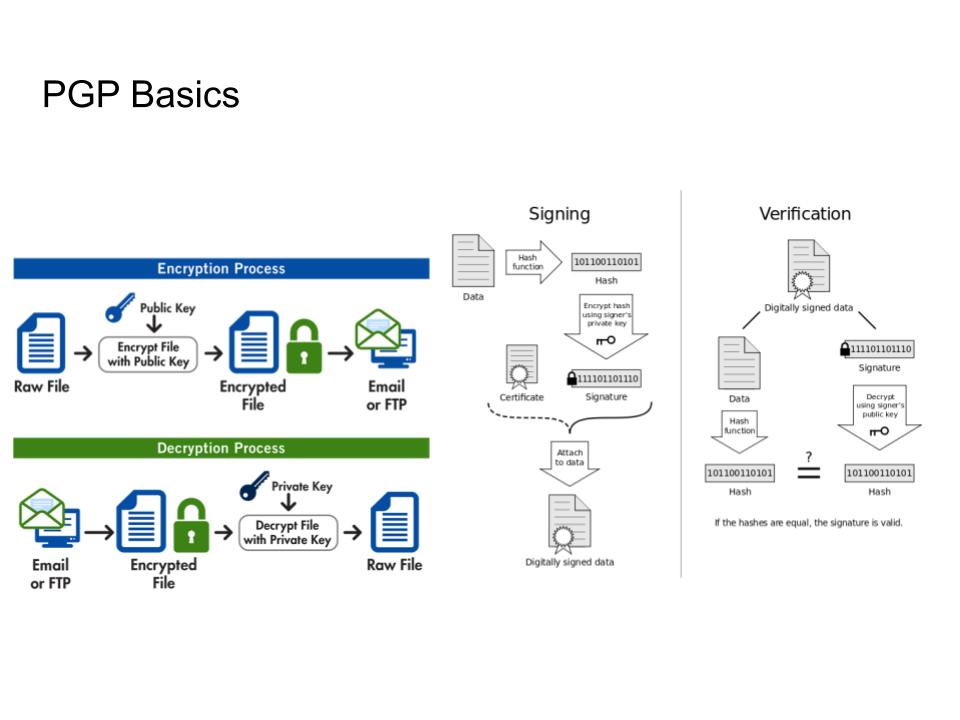 PGP Basics
Encryption Process
Public Key
Encrypt File
with Public Key
Raw File
Encrypted
File
Email
or FTP
Decryption Process
Private Key
Decrypt File
with Private Key
Email
or FTP
Encrypted
File
Raw File
Signing
Data
Hash
function
101100110101
Hash
Encrypt hash
using signer's
private key
Certificate
111101101110
Signature
Attach
to data
Digitally signed data
Verification
Digitally signed data
Data
Hash
function
101100110101
Hash
111101101110
Signature
Decrypt
using signer's
public key
101100110101
Hash
?
=
If the hashes are equal, the signature is valid.